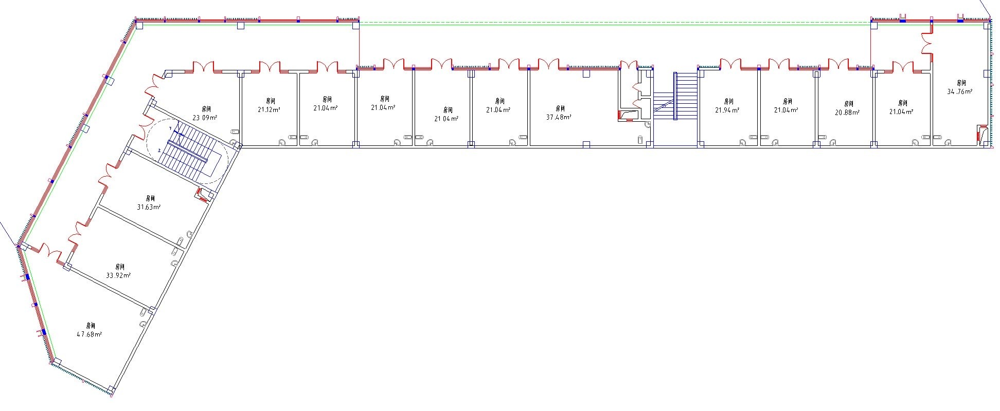 房间
34.76m²
房间
21.12m²
房间
21.04m²
房间
21.04m²
房间
21.04m²
房间
21.04m²
房间
37.48m²
房间
21.94m²
房间
21.04m²
房间
20.88m²
房间
21.04m²
房间
23.09m²
下
上
房间
31.63m²
房间
33.92m²
房间
47.68m²